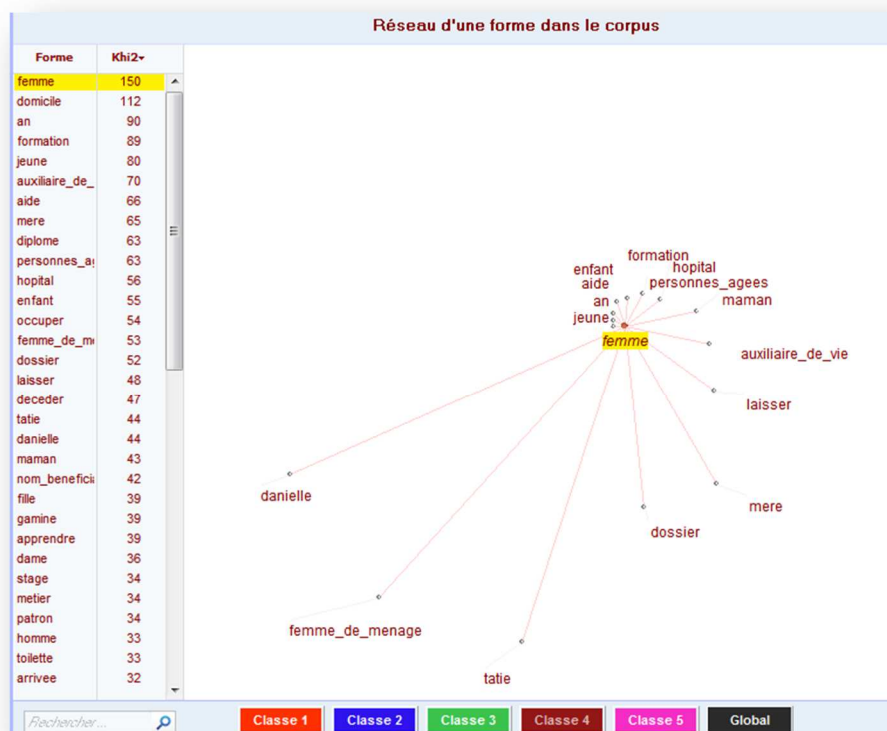 Réseau d'une forme dans le corpus
Forme Khi2
femme 150
domicile 112
an 90
formation 89
jeune 80
auxiliaire_de_ 70
aide 66
mere 65
diplome 63
personnes_a 63
hopital 56
enfant 55
occuper 54
femme_de_m 53
dossier 52
laisser 48
deceder 47
tatie 44
danielle 44
maman 43
nom_benefici 42
fille 39
gamine 39
apprendre 39
dame 36
stage 34
metier 34
patron 34
homme 33
toilette 33
arrivee 32
formation
enfant hopital
aide personnes_agees
an maman
jeune
femme
auxiliaire_de_vie
laisser
danielle
mere
dossier
femme_de_menage
tatie
Rechercher ...
Classe 1 Classe 2 Classe 3 Classe 4 Classe 5 Global